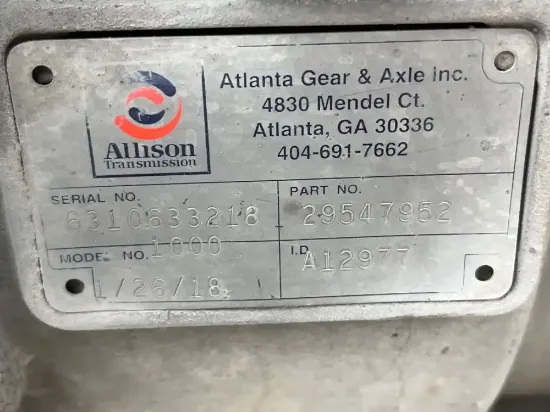 Allison
Transmission
Atlanta Gear & Axle inc.
4830 Mendel Ct.
Atlanta, GA 30336
404-691-7662
SERIAL NO. PART NO.
6310633218 29547952
MODEL NO. 1000 I.D. A12977
1/26/18